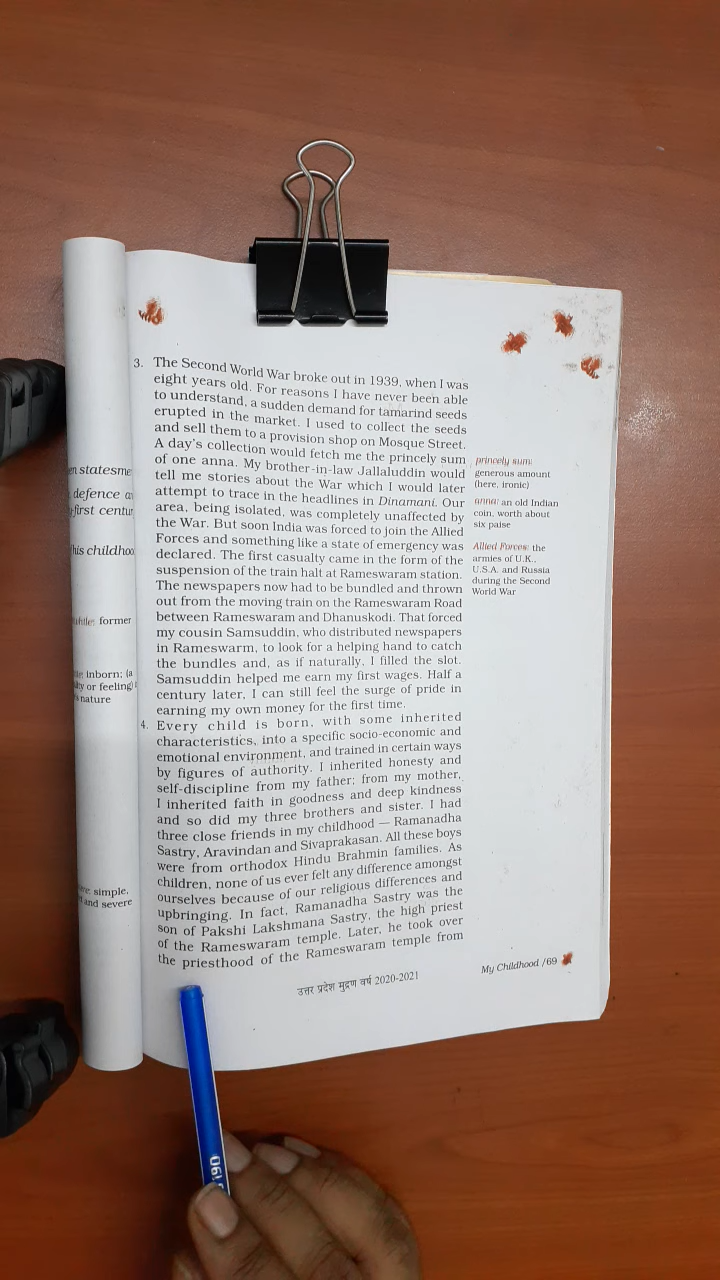 3. The Second World War broke out in 1939, when I was
eight years old. For reasons I have never been able
to understand, a sudden demand for tamarind seeds
erupted in the market. I used to collect the seeds
and sell them to a provision shop on Mosque Street.
A day's collection would fetch me the princely sum
of one anna. My brother-in-law Jallaluddin would
tell me stories about the War which I would later
attempt to trace in the headlines in Dinamani. Our
area, being isolated, was completely unaffected by
the War. But soon India was forced to join the Allied
Forces and something like a state of emergency was
declared. The first casualty came in the form of the
suspension of the train halt at Rameswaram station.
The newspapers now had to be bundled and thrown
out from the moving train on the Rameswaram Road
between Rameswaram and Dhanuskodi. That forced
my cousin Samsuddin, who distributed newspapers
in Rameswarm, to look for a helping hand to catch
the bundles and, as if naturally, I filled the slot.
Samsuddin helped me earn my first wages. Half a
century later, I can still feel the surge of pride in
earning my own money for the first time.
4. Every child is born, with some inherited
characteristics, into a specific socio-economic and
emotional environment, and trained in certain ways
by figures of authority. I inherited honesty and
self-discipline from my father; from my mother,
I inherited faith in goodness and deep kindness
and so did my three brothers and sister. I had
three close friends in my childhood — Ramanadha
Sastry, Aravindan and Sivaprakasan. All these boys
were from orthodox Hindu Brahmin families. As
children, none of us ever felt any difference amongst
ourselves because of our religious differences and
upbringing. In fact, Ramanadha Sastry was the
son of Pakshi Lakshmana Sastry, the high priest
of the Rameswaram temple. Later, he took over
the priesthood of the Rameswaram temple from
princely sum:
generous amount
(here, ironic)
anna: an old Indian
coin, worth about
six paise
Allied Forces: the
armies of U.K.,
U.S.A. and Russia
during the Second
World War
My Childhood /69
उत्तर प्रदेश मुद्रण वर्ष 2020-2021
statesme
defence
-first centur
his childhoo
former
inborn; (a
or feeling)
nature
simple,
and severe